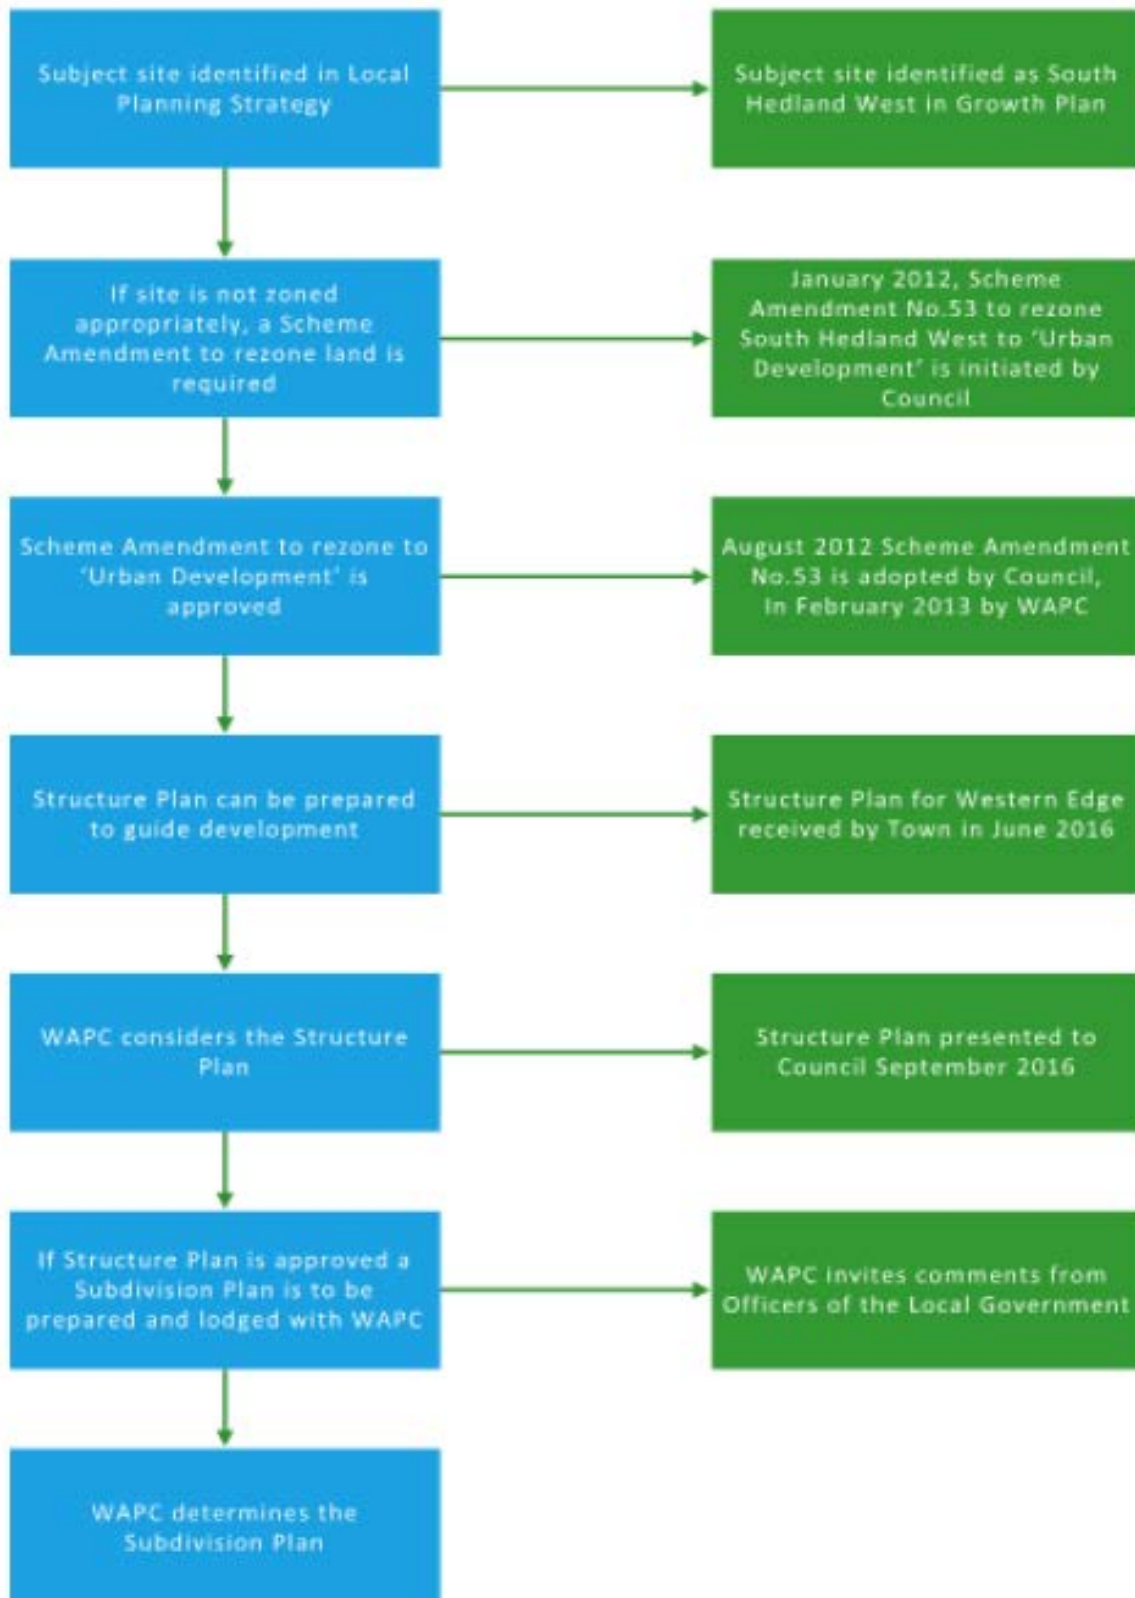 Subject site identified in Local
Planning Strategy
Subject site identified as South
Hedland West in Growth Plan
If site is not zoned
appropriately, a Scheme
Amendment to rezone land is
required
January 2012, Scheme
Amendment No.53 to rezone
South Hedland West to ‘Urban
Development’ is initiated by
Council
Scheme Amendment to rezone to
‘Urban Development’ is
approved
August 2012 Scheme Amendment
No.53 is adopted by Council,
In February 2013 by WAPC
Structure Plan can be prepared
to guide development
Structure Plan for Western Edge
received by Town in June 2016
WAPC considers the Structure
Plan
Structure Plan presented to
Council September 2016
If Structure Plan is approved a
Subdivision Plan is to be
prepared and lodged with WAPC
WAPC invites comments from
Officers of the Local Government
WAPC determines the
Subdivision Plan